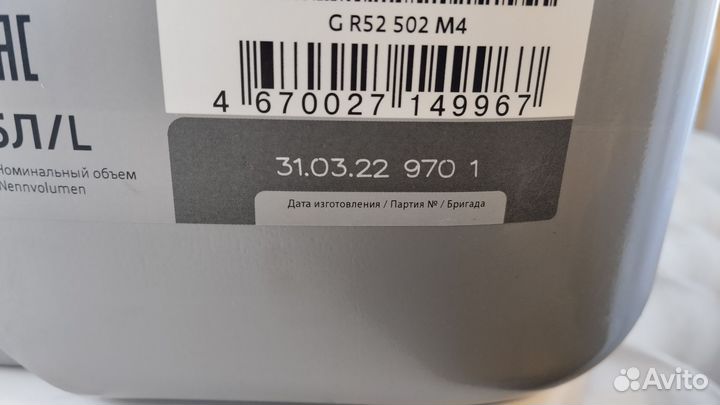 G R52 502 M4
EAC
4 670027 149967
5Л/L
Номинальный объем
Nennvolumen
31.03.22 970 1
Дата изготовления / Партия № / Бригада
Avito